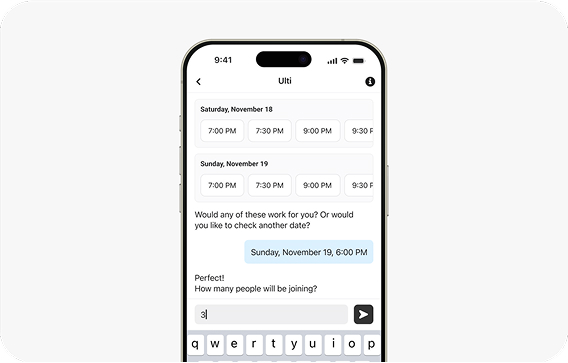 9:41
Ulti
Saturday, November 18
7:00 PM 7:30 PM 9:00 PM 9:30 P
Sunday, November 19
7:00 PM 7:30 PM 9:00 PM 9:30 P
Would any of these work for you? Or would
you like to check another date?
Sunday, November 19, 6:00 PM
Perfect!
How many people will be joining?
3
q w e r t y u i o p